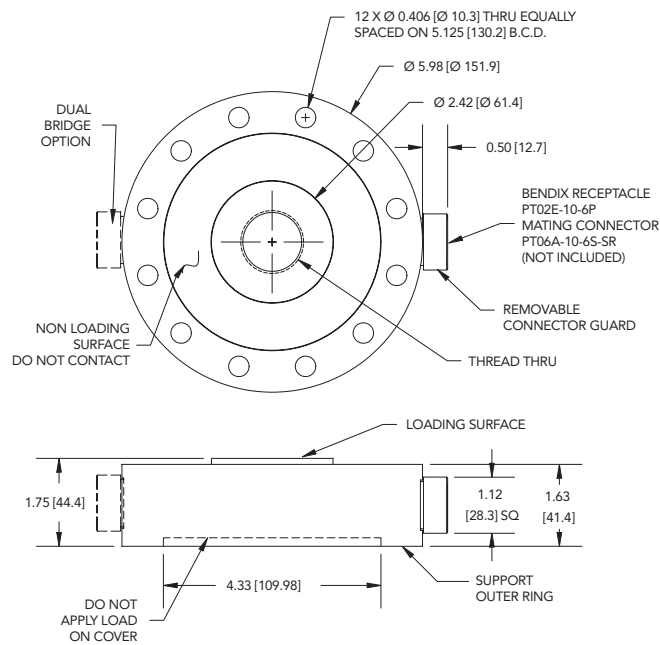 12 X Ø 0.406 [Ø 10.3] THRU EQUALLY
SPACED ON 5.125 [130.2] B.C.D.
Ø 5.98 [Ø 151.9]
Ø 2.42 [Ø 61.4]
DUAL
BRIDGE
OPTION
0.50 [12.7]
BENDIX RECEPTACLE
PT02E-10-6P
MATING CONNECTOR
PT06A-10-6S-SR
(NOT INCLUDED)
REMOVABLE
CONNECTOR GUARD
NON LOADING
SURFACE
DO NOT CONTACT
THREAD THRU
LOADING SURFACE
1.75 [44.4]
1.12
[28.3] SQ
1.63
[41.4]
4.33 [109.98]
SUPPORT
OUTER RING
DO NOT
APPLY LOAD
ON COVER